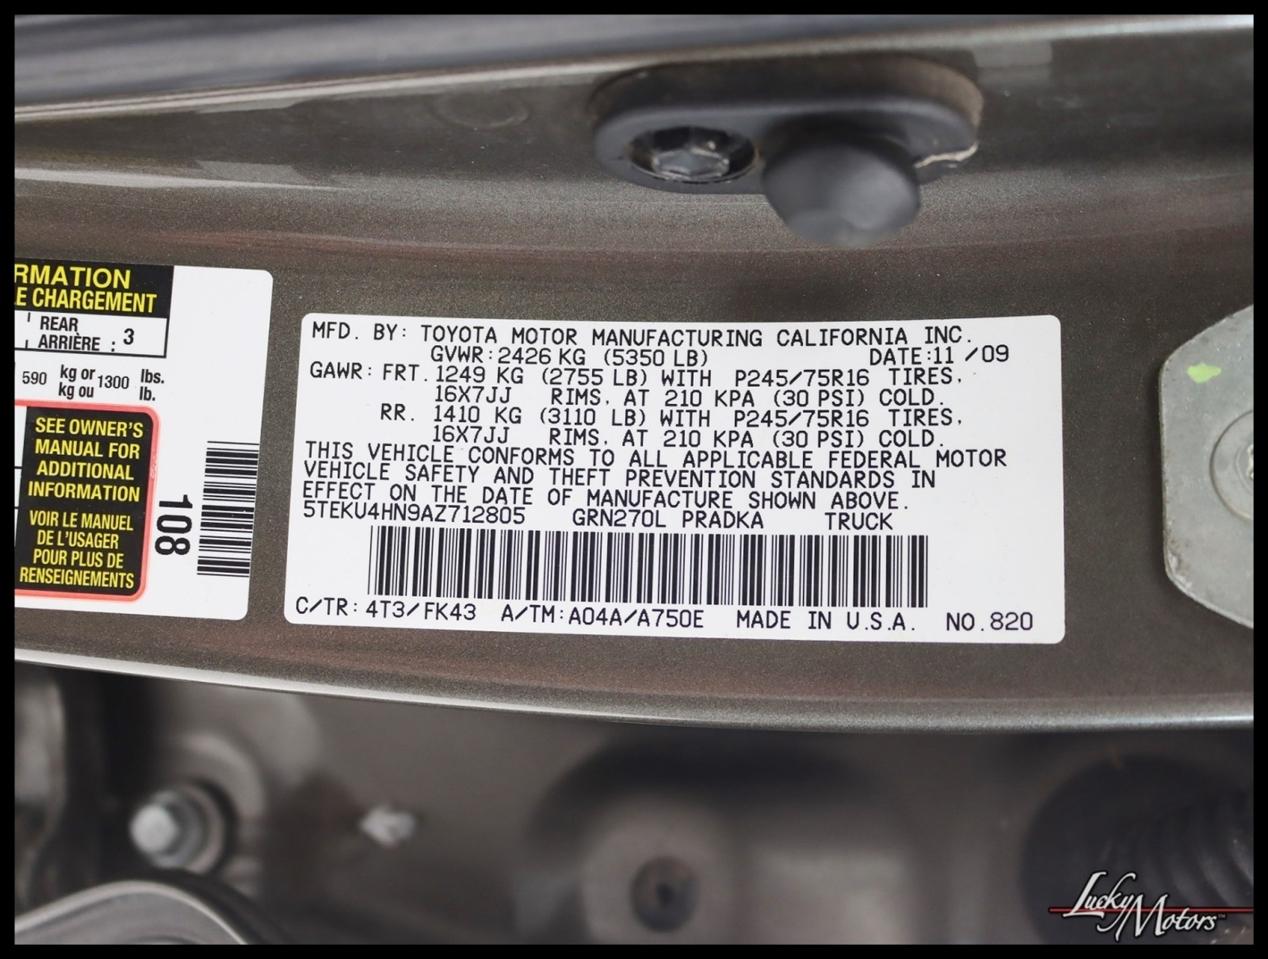 RMATION
E CHARGEMENT
REAR
ARRIÈRE : 3
590 kg or 1300 lbs.
kg ou lb.
SEE OWNER'S
MANUAL FOR
ADDITIONAL
INFORMATION
VOIR LE MANUEL
DE L'USAGER
POUR PLUS DE
RENSEIGNEMENTS
108
MFD. BY: TOYOTA MOTOR MANUFACTURING CALIFORNIA INC.
GVWR: 2426 KG (5350 LB) DATE: 11 / 09
GAWR: FRT. 1249 KG (2755 LB) WITH P245/75R16 TIRES,
16X7JJ RIMS, AT 210 KPA (30 PSI) COLD.
RR. 1410 KG (3110 LB) WITH P245/75R16 TIRES,
16X7JJ RIMS, AT 210 KPA (30 PSI) COLD.
THIS VEHICLE CONFORMS TO ALL APPLICABLE FEDERAL MOTOR
VEHICLE SAFETY AND THEFT PREVENTION STANDARDS IN
EFFECT ON THE DATE OF MANUFACTURE SHOWN ABOVE.
5TEKU4HN9AZ712805 GRN270L PRADKA TRUCK
C/TR: 4T3/FK43 A/TM: A04A/A750E MADE IN U.S.A. NO. 820
Lucky Motors